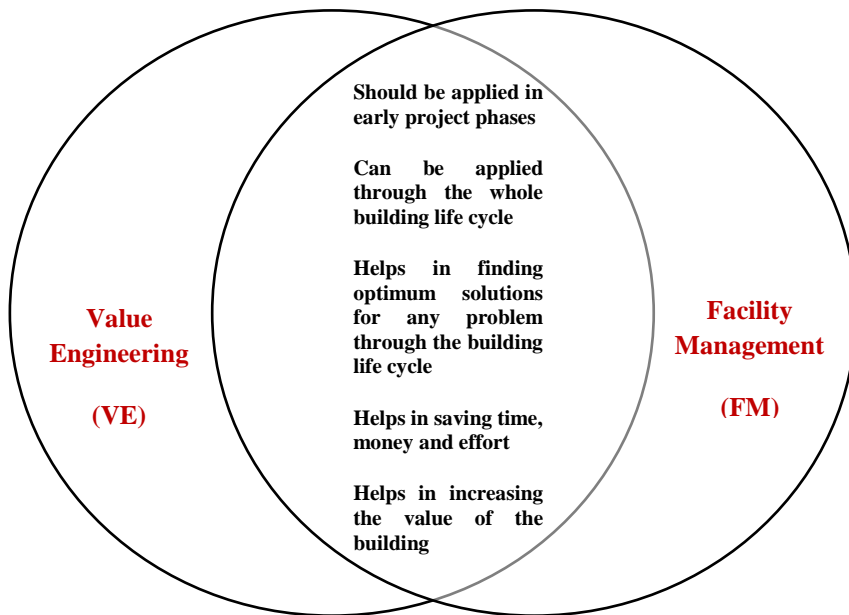 Should be applied in
early project phases
Can be applied
through the whole
building life cycle
Helps in finding
optimum solutions
for any problem
through the building
life cycle
Helps in saving time,
money and effort
Helps in increasing
the value of the
building
Value
Engineering
(VE)
Facility
Management
(FM)